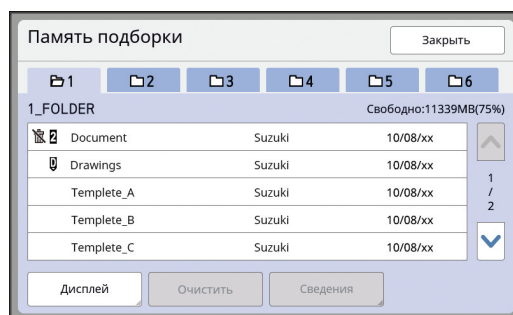 Память подборки Закрыть
1 2 3 4 5 6
1_FOLDER Свободно:11339MB(75%)
2 Document Suzuki 10/08/xx
Drawings Suzuki 10/08/xx
Templete_A Suzuki 10/08/xx
Templete_B Suzuki 10/08/xx
Templete_C Suzuki 10/08/xx
1
/
2
Дисплей Очистить Сведения